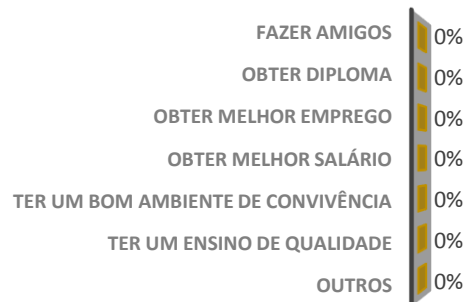 FAZER AMIGOS 0%
OBTER DIPLOMA 0%
OBTER MELHOR EMPREGO 0%
OBTER MELHOR SALÁRIO 0%
TER UM BOM AMBIENTE DE CONVIVÊNCIA 0%
TER UM ENSINO DE QUALIDADE 0%
OUTROS 0%